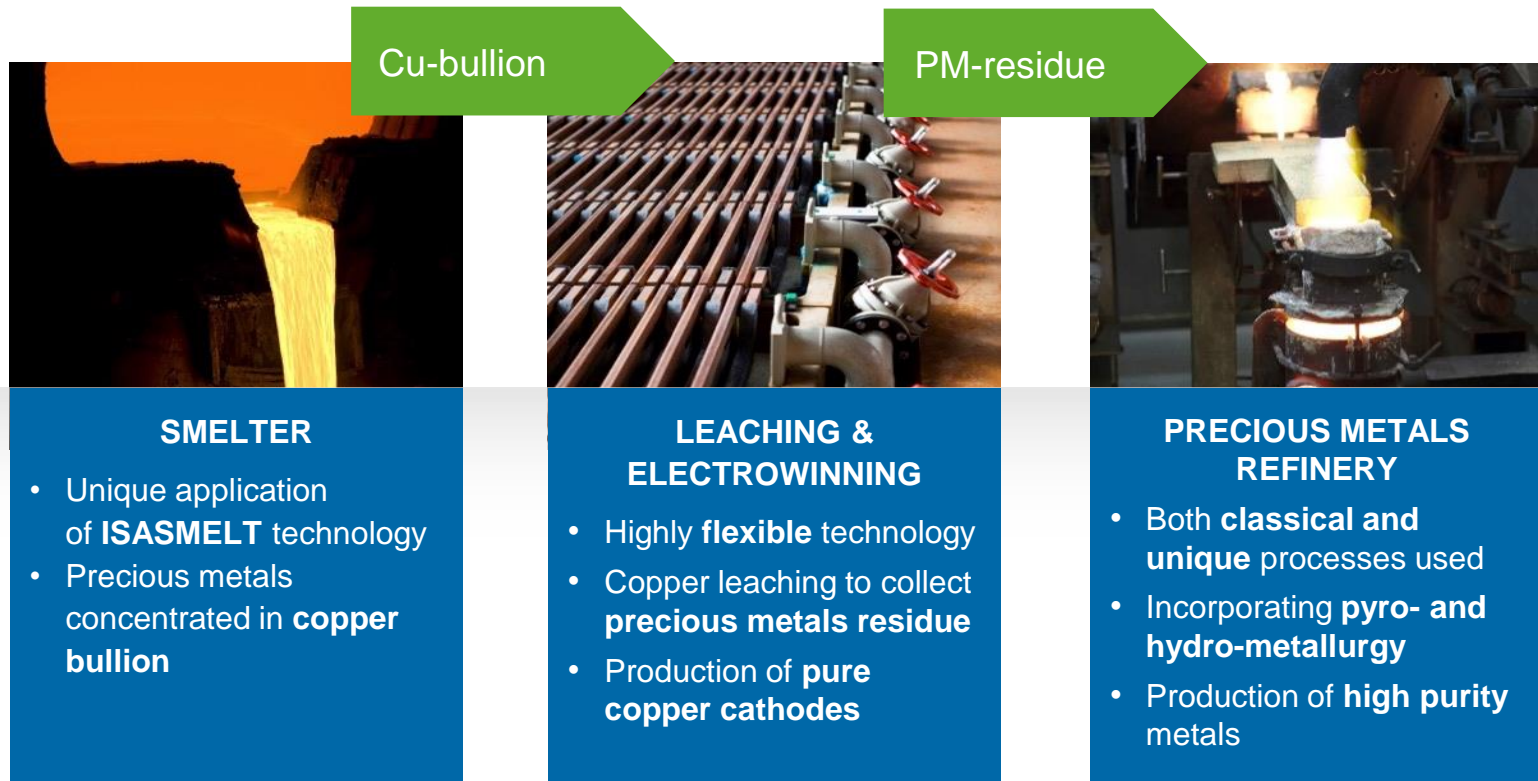 Cu-bullion
PM-residue
SMELTER
• Unique application
of ISASMELT technology
• Precious metals
concentrated in copper
bullion
LEACHING &
ELECTROWINNING
• Highly flexible technology
• Copper leaching to collect
precious metals residue
• Production of pure
copper cathodes
PRECIOUS METALS
REFINERY
• Both classical and
unique processes used
• Incorporating pyro- and
hydro-metallurgy
• Production of high purity
metals